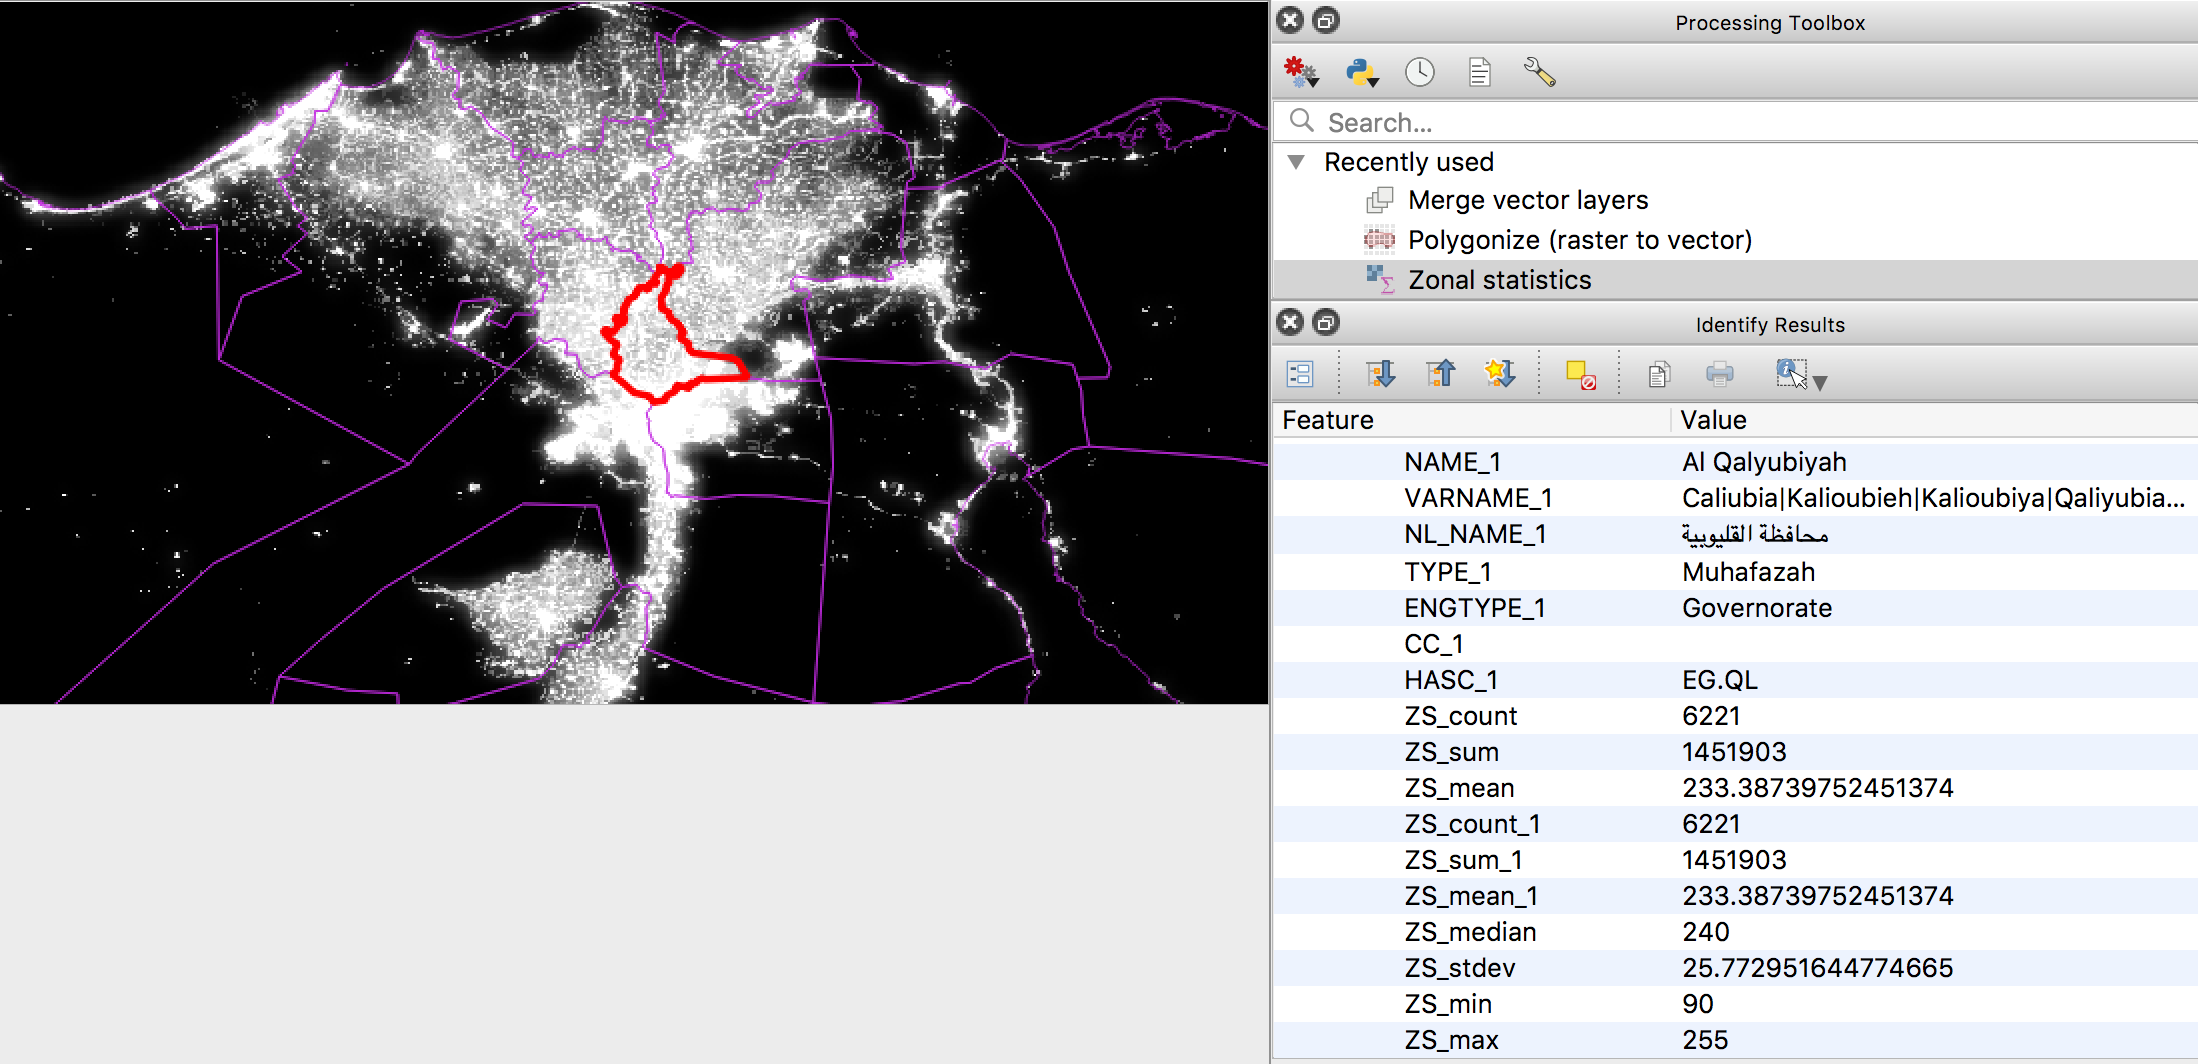 Processing Toolbox
Search...
Recently used
Merge vector layers
Polygonize (raster to vector)
Zonal statistics
Identify Results
Feature Value
NAME_1 Al Qalyubiyah
VARNAME_1 Caliubia|Kalioubieh|Kalioubiya|Qaliyubia...
NL_NAME_1 محافظة القليوبية
TYPE_1 Muhafazah
ENGTYPE_1 Governorate
CC_1
HASC_1 EG.QL
ZS_count 6221
ZS_sum 1451903
ZS_mean 233.38739752451374
ZS_count_1 6221
ZS_sum_1 1451903
ZS_mean_1 233.38739752451374
ZS_median 240
ZS_stdev 25.772951644774665
ZS_min 90
ZS_max 255